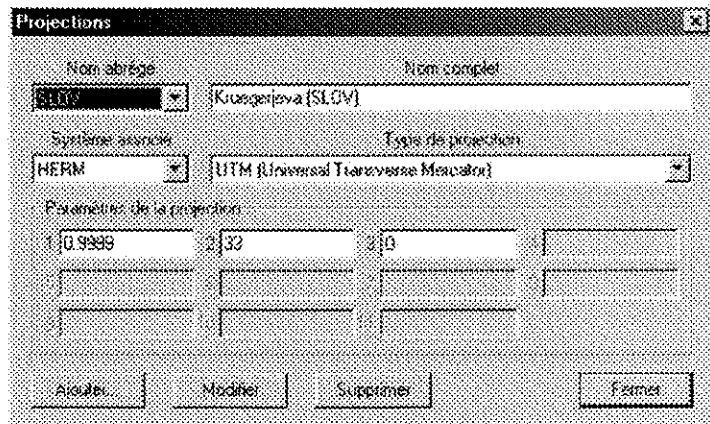 Projections
Nom abrégé Nom complet
SLOV Kruegerjeva (SLOV)
Système associé Type de projection
HERM UTM (Universal Transverse Mercator)
Paramètres de la projection
1 0.9999 2 33 3 0 4
Ajouter... Modifier Supprimer Fermer